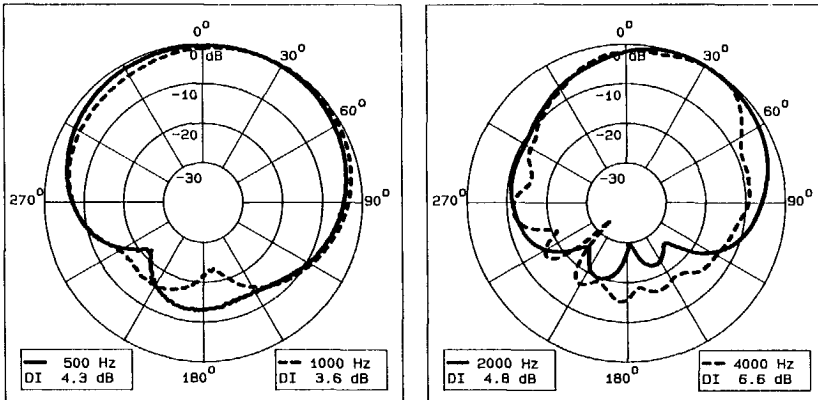 0°
0 dB
30°
-10
60°
-20
-30
270°
90°
500 Hz
DI 4.3 dB
1000 Hz
DI 3.6 dB
180°
0°
0 dB
30°
-10
60°
-20
-30
270°
90°
2000 Hz
DI 4.8 dB
4000 Hz
DI 6.6 dB
180°